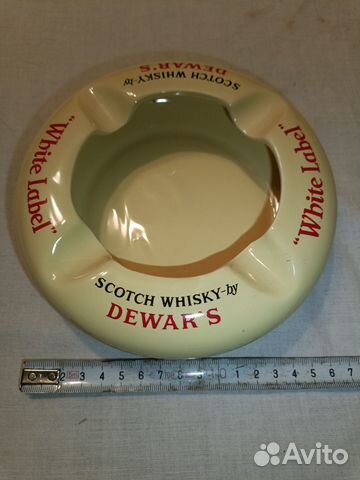 SCOTCH WHISKY-by
DEWAR'S
"White Label"
"White Label"
SCOTCH WHISKY-by
DEWAR'S
Avito